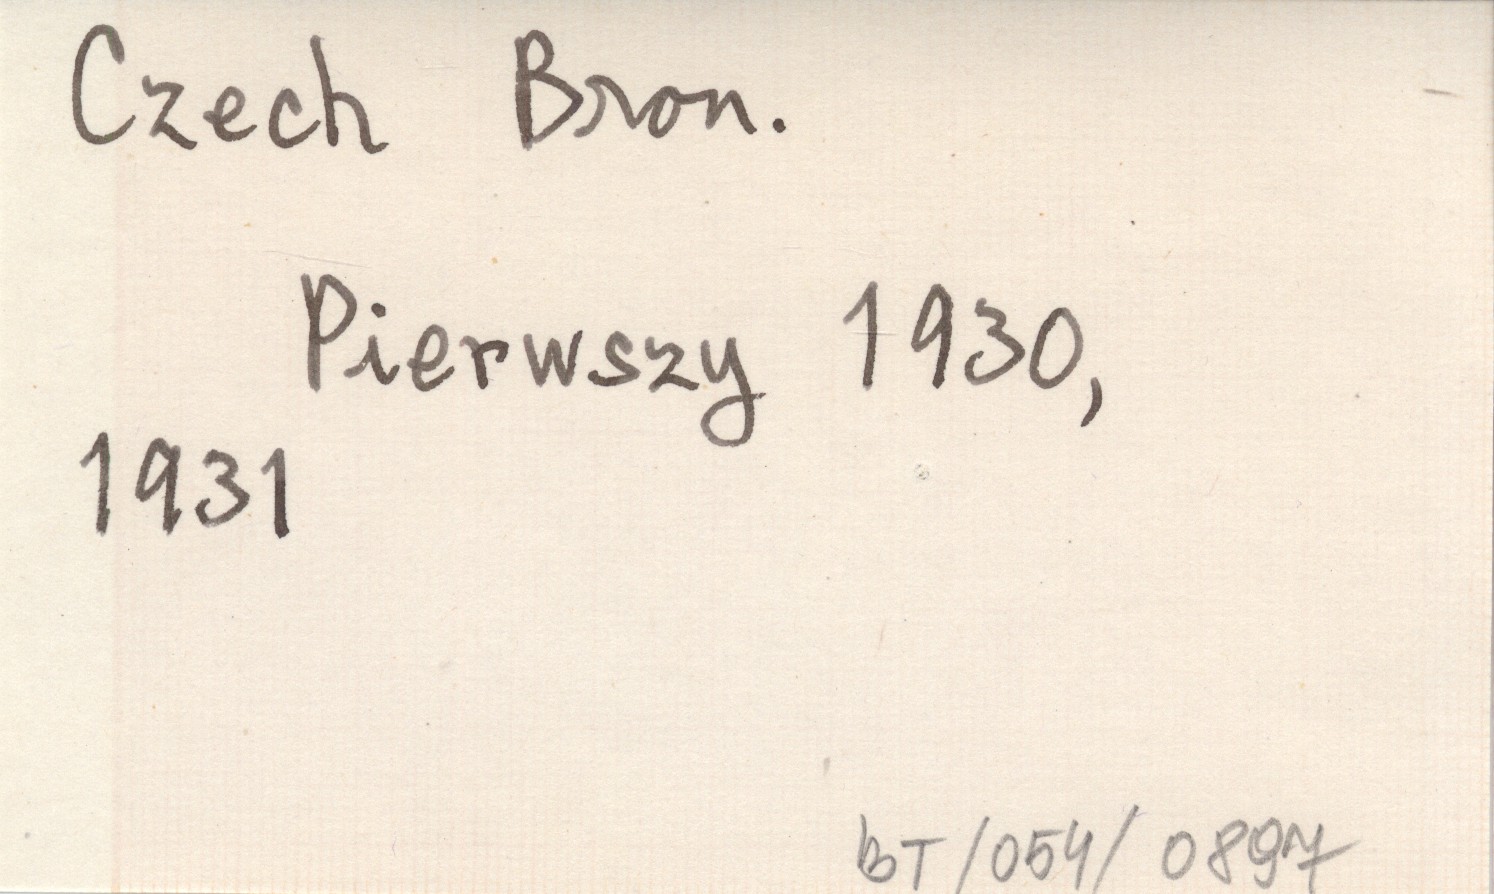 Czech Bron.
Pierwszy 1930,
1931
BT/054/0897